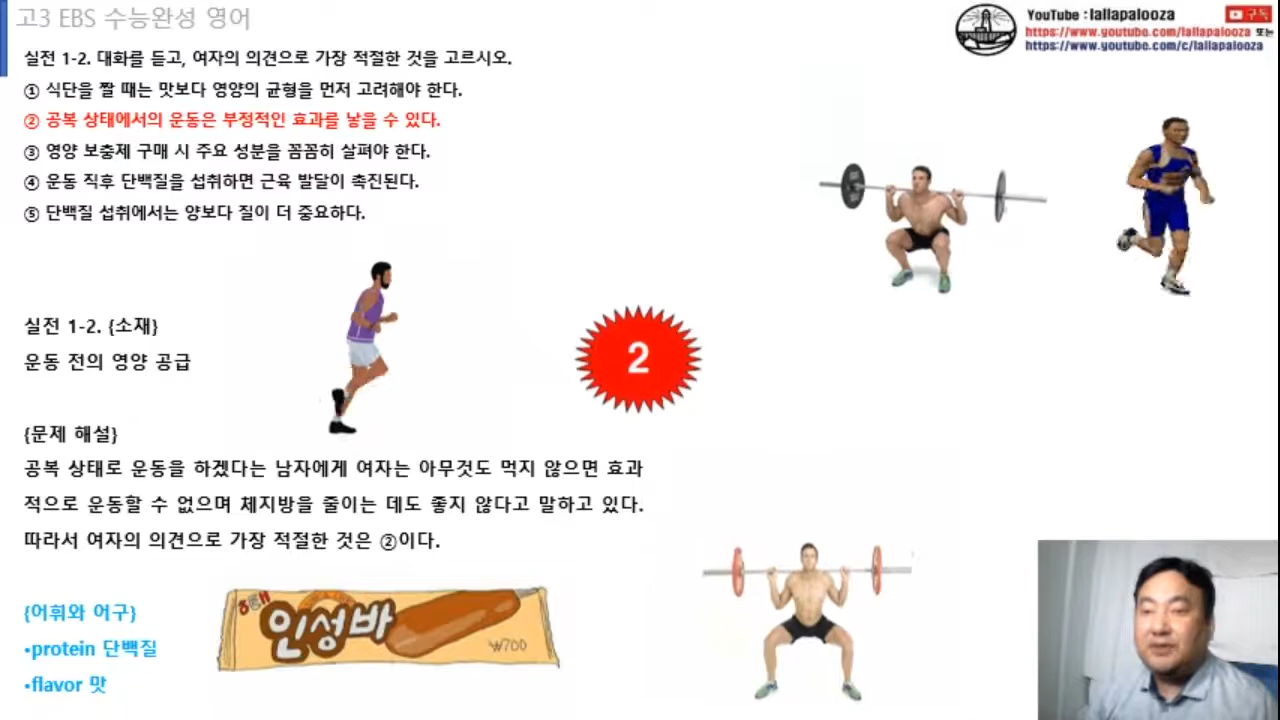 고3 EBS 수능완성 영어
YouTube : lallapalooza
구독
https://www.youtube.com/lallapalooza 또는
https://www.youtube.com/c/lallapalooza
실전 1-2. 대화를 듣고, 여자의 의견으로 가장 적절한 것을 고르시오.
① 식단을 짤 때는 맛보다 영양의 균형을 먼저 고려해야 한다.
② 공복 상태에서의 운동은 부정적인 효과를 낳을 수 있다.
③ 영양 보충제 구매 시 주요 성분을 꼼꼼히 살펴야 한다.
④ 운동 직후 단백질을 섭취하면 근육 발달이 촉진된다.
⑤ 단백질 섭취에서는 양보다 질이 더 중요하다.
실전 1-2. {소재}
운동 전의 영양 공급
2
{문제 해설}
공복 상태로 운동을 하겠다는 남자에게 여자는 아무것도 먹지 않으면 효과
적으로 운동할 수 없으며 체지방을 줄이는 데도 좋지 않다고 말하고 있다.
따라서 여자의 의견으로 가장 적절한 것은 ②이다.
{어휘와 어구}
•protein 단백질
•flavor 맛
인성바
₩700